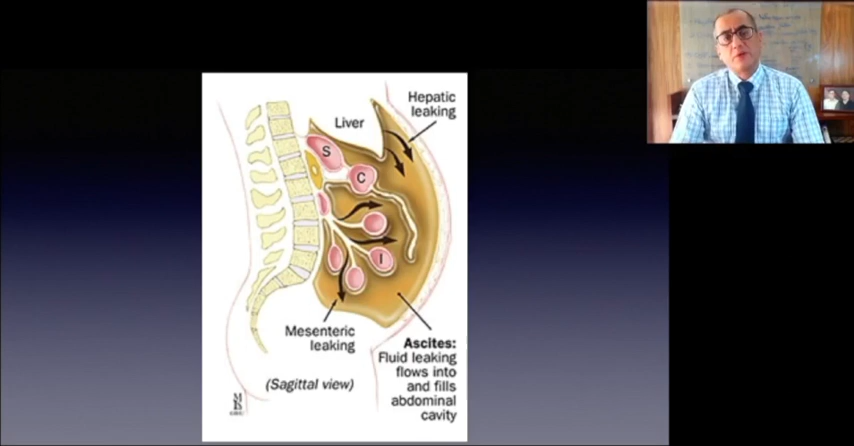 Hepatic
leaking
Liver
S
C
I
Mesenteric
leaking
Ascites:
Fluid leaking
flows into
and fills
abdominal
cavity
(Sagittal view)